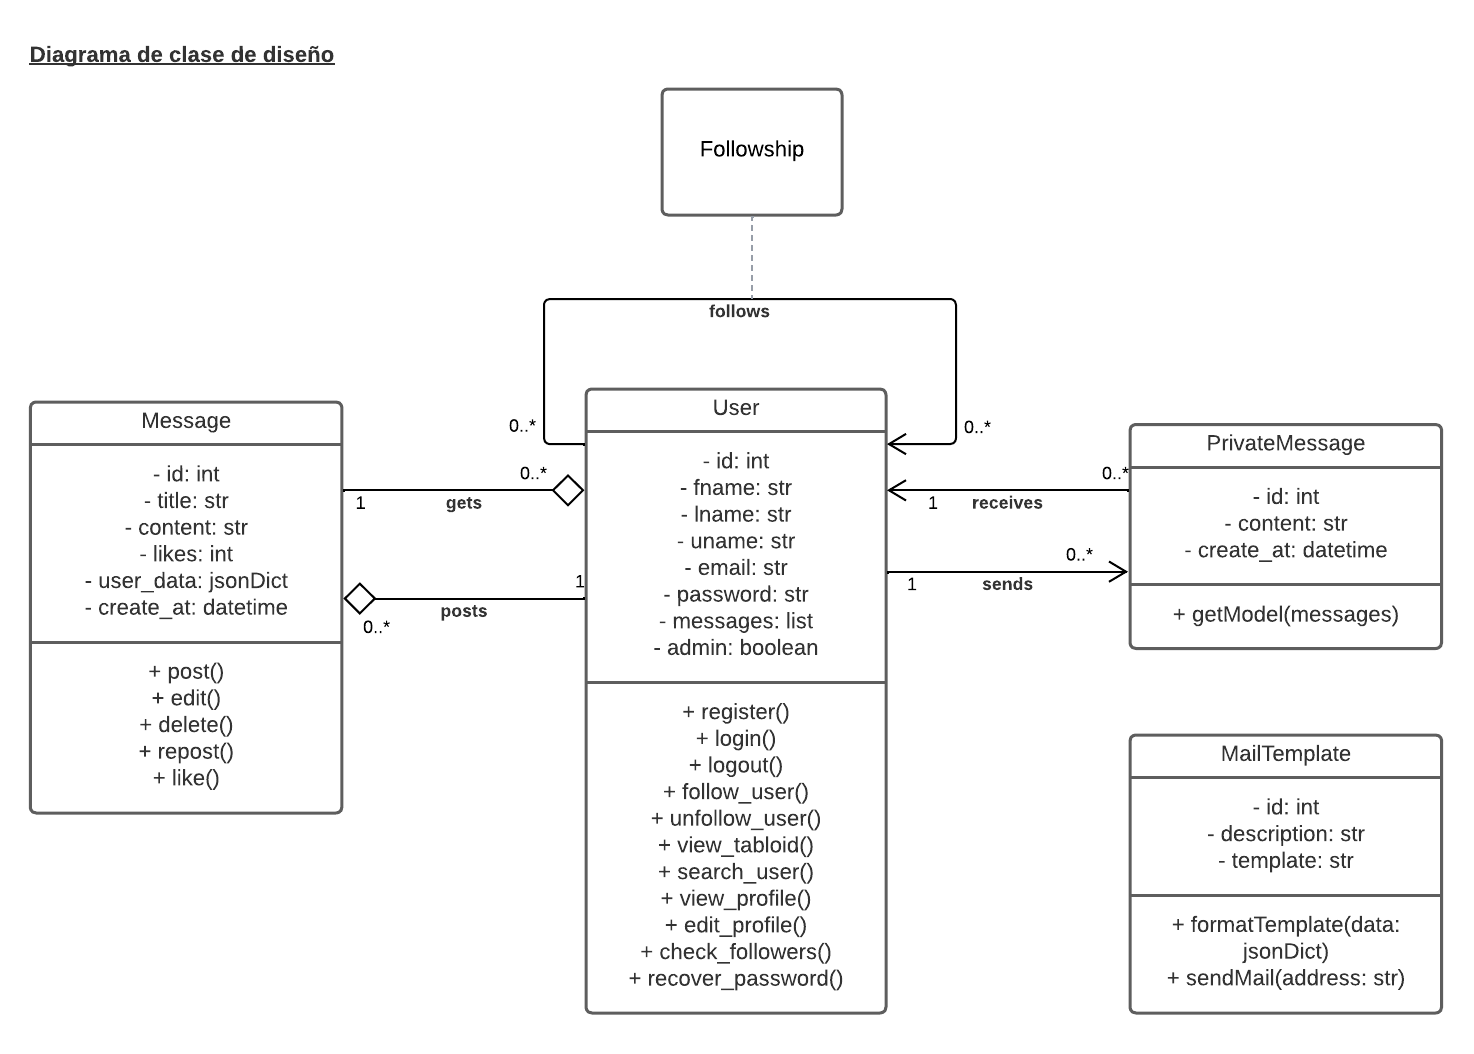 Diagrama de clase de diseño
Followship
follows
0..*
0..*
Message
- id: int
- title: str
- content: str
- likes: int
- user_data: jsonDict
- create_at: datetime
+ post()
+ edit()
+ delete()
+ repost()
+ like()
0..*
1
gets
1
posts
0..*
User
- id: int
- fname: str
- lname: str
- uname: str
- email: str
- password: str
- messages: list
- admin: boolean
+ register()
+ login()
+ logout()
+ follow_user()
+ unfollow_user()
+ view_tabloid()
+ search_user()
+ view_profile()
+ edit_profile()
+ check_followers()
+ recover_password()
0..*
1
receives
0..*
1
sends
PrivateMessage
- id: int
- content: str
- create_at: datetime
+ getModel(messages)
MailTemplate
- id: int
- description: str
- template: str
+ formatTemplate(data:
jsonDict)
+ sendMail(address: str)